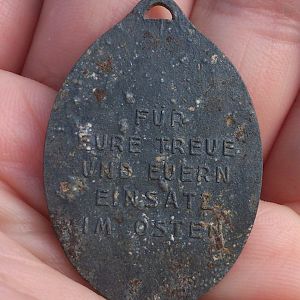 FÜR
EURE TREUE
UND EUERN
EINSATZ
IM OSTEN